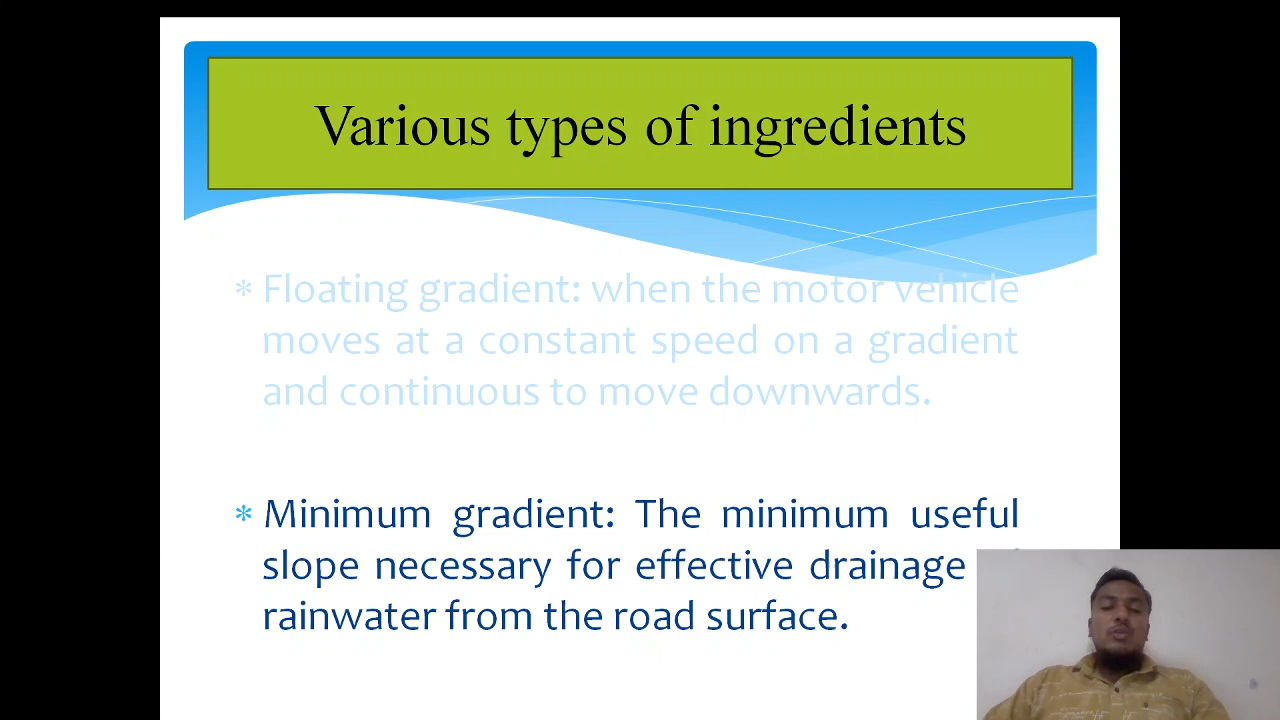 Various types of ingredients
* Floating gradient: when the motor vehicle
moves at a constant speed on a gradient
and continuous to move downwards.
* Minimum gradient: The minimum useful
slope necessary for effective drainage
rainwater from the road surface.